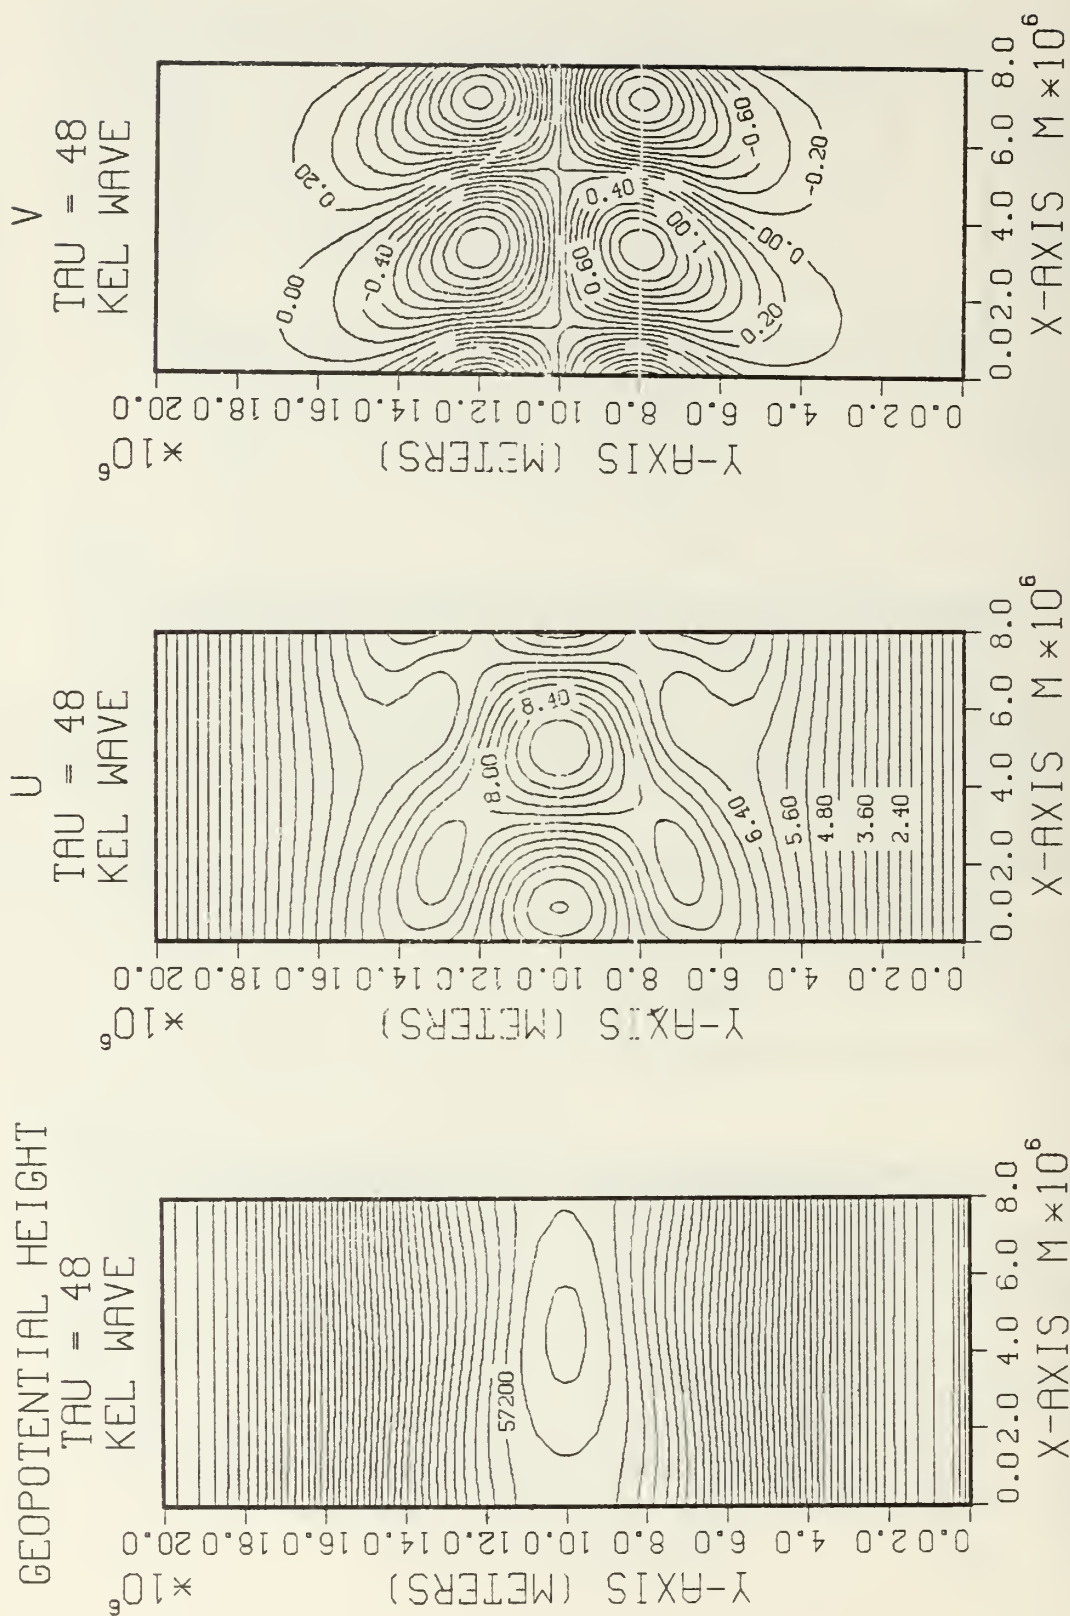 V
TAU = 48
KEL WAVE
0.00
0.20
-0.40
0.60
0.40
1.00
-0.60
0.20
0.00
-0.20
*10^6
0.0 2.0 4.0 6.0 8.0 10.0 12.0 14.0 16.0 18.0 20.0
Y-AXIS (METERS)
0.0 2.0 4.0 6.0 8.0
X-AXIS M *10^6
U
TAU = 48
KEL WAVE
8.00
8.40
6.40
5.60
4.80
3.60
2.40
*10^6
0.0 2.0 4.0 6.0 8.0 10.0 12.0 14.0 16.0 18.0 20.0
Y-AXIS (METERS)
0.0 2.0 4.0 6.0 8.0
X-AXIS M *10^6
GEOPOTENTIAL HEIGHT
TAU = 48
KEL WAVE
57200
*10^6
0.0 2.0 4.0 6.0 8.0 10.0 12.0 14.0 16.0 18.0 20.0
Y-AXIS (METERS)
0.0 2.0 4.0 6.0 8.0
X-AXIS M *10^6